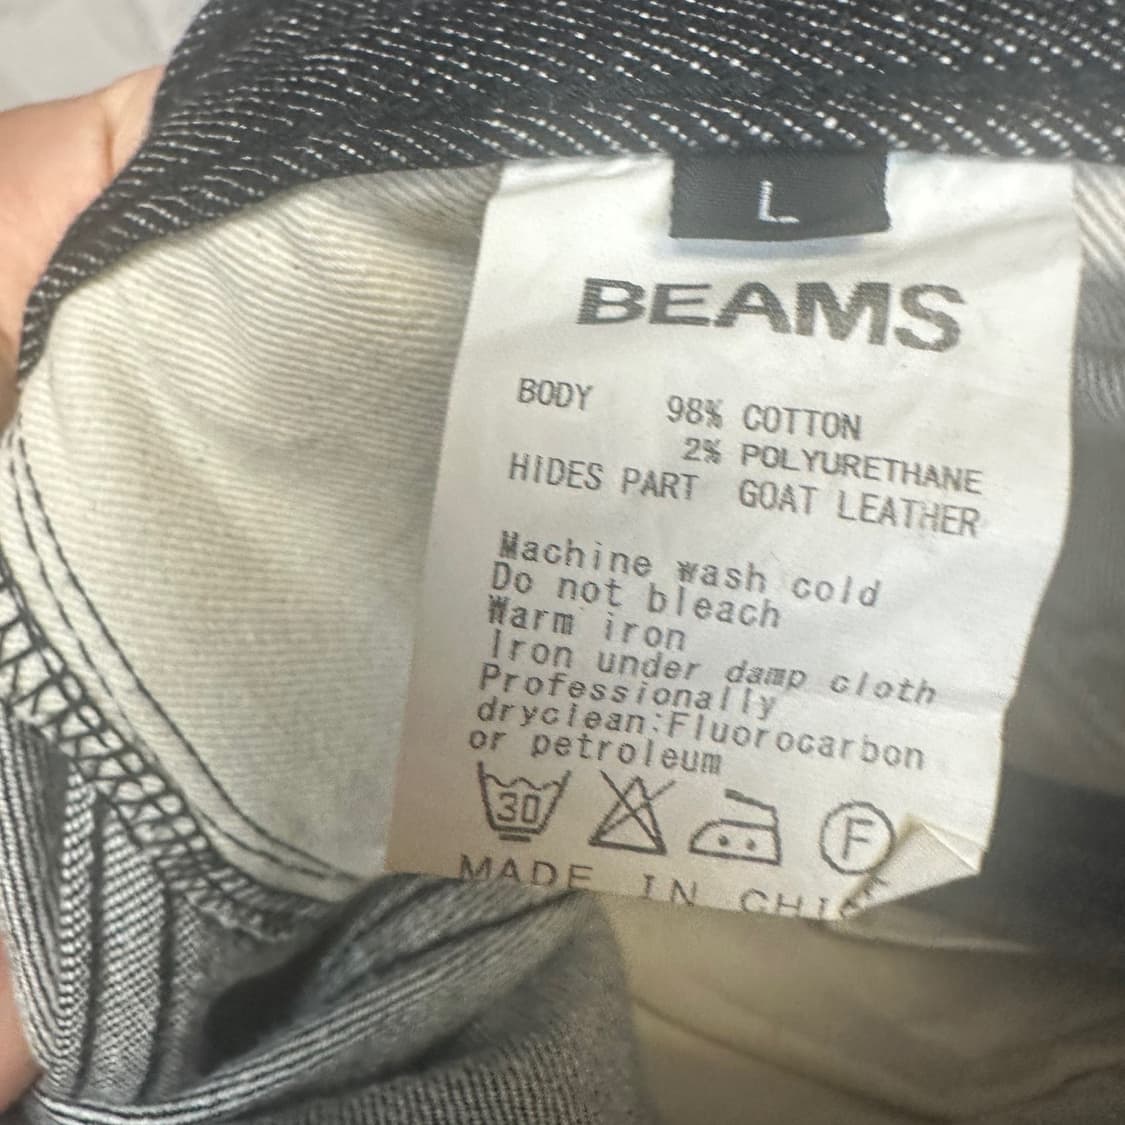 L
BEAMS
BODY 98% COTTON
2% POLYURETHANE
HIDES PART GOAT LEATHER
Machine wash cold
Do not bleach
Warm iron
Iron under damp cloth
Professionally
dryclean:Fluorocarbon
or petroleum
30 F
MADE IN